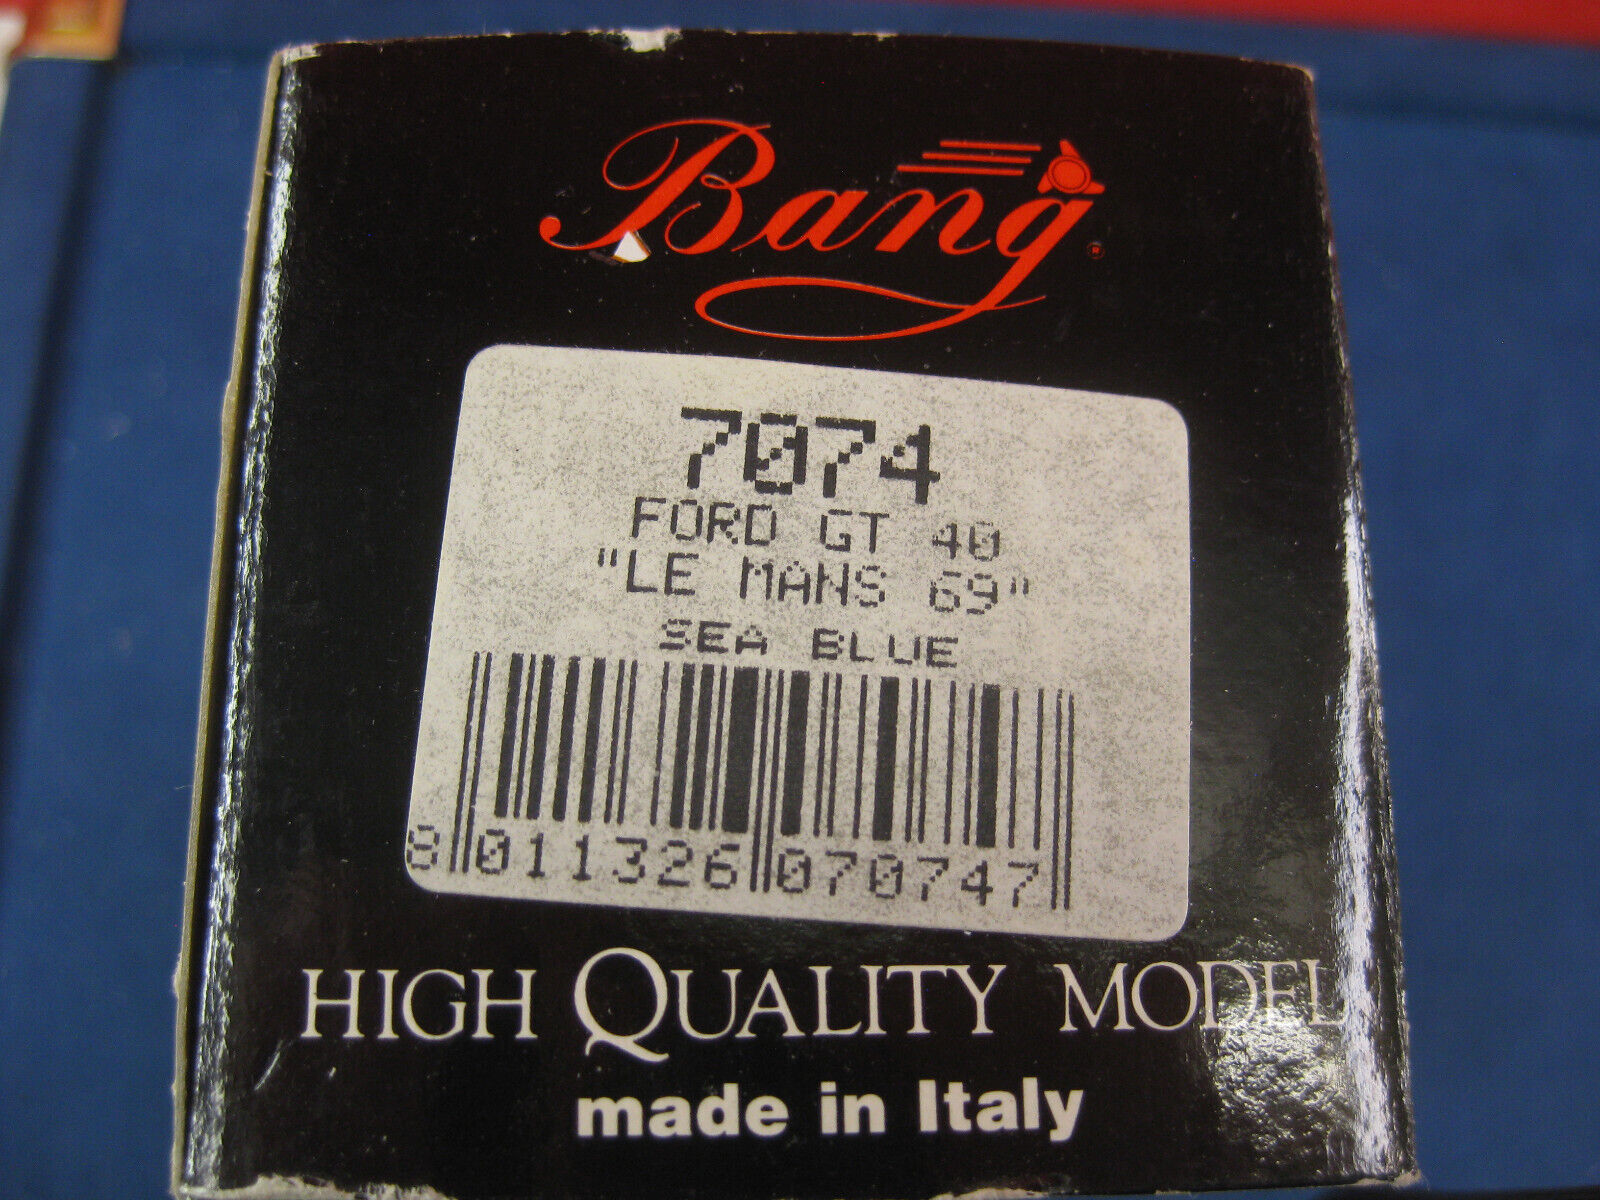 Bang®
7074
FORD GT 40
"LE MANS 69"
SEA BLUE
8 011326 070747
HIGH QUALITY MODEL
made in Italy